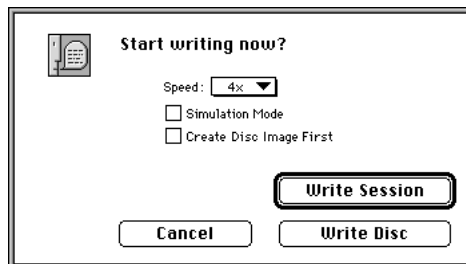 Start writing now?
Speed: 4x
Simulation Mode
Create Disc Image First
Write Session
Cancel
Write Disc